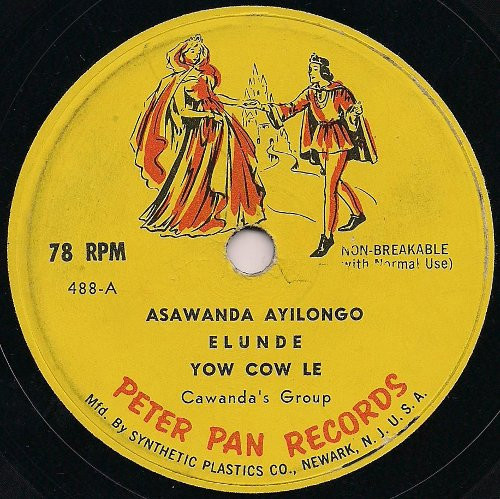 78 RPM
488-A
NON-BREAKABLE
(with Normal Use)
ASAWANDA AYILONGO
ELUNDE
YOW COW LE
Cawanda's Group
PETER PAN RECORDS
Mfd. By SYNTHETIC PLASTICS CO., NEWARK, N. J. U. S. A.